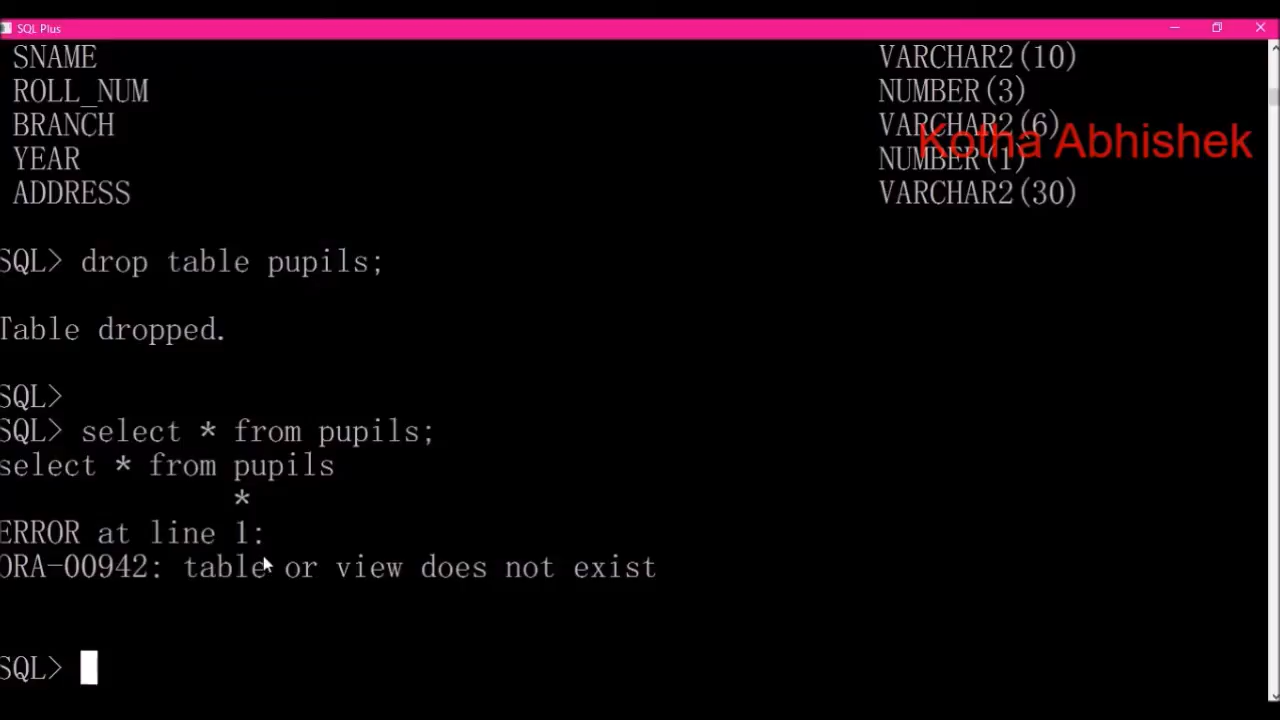 SQL Plus
SNAME VARCHAR2(10)
ROLL_NUM NUMBER(3)
BRANCH VARCHAR2(6)
Kotha Abhishek
YEAR NUMBER(1)
ADDRESS VARCHAR2(30)
SQL> drop table pupils;
Table dropped.
SQL>
SQL> select * from pupils;
select * from pupils
*
ERROR at line 1:
ORA-00942: table or view does not exist
SQL>